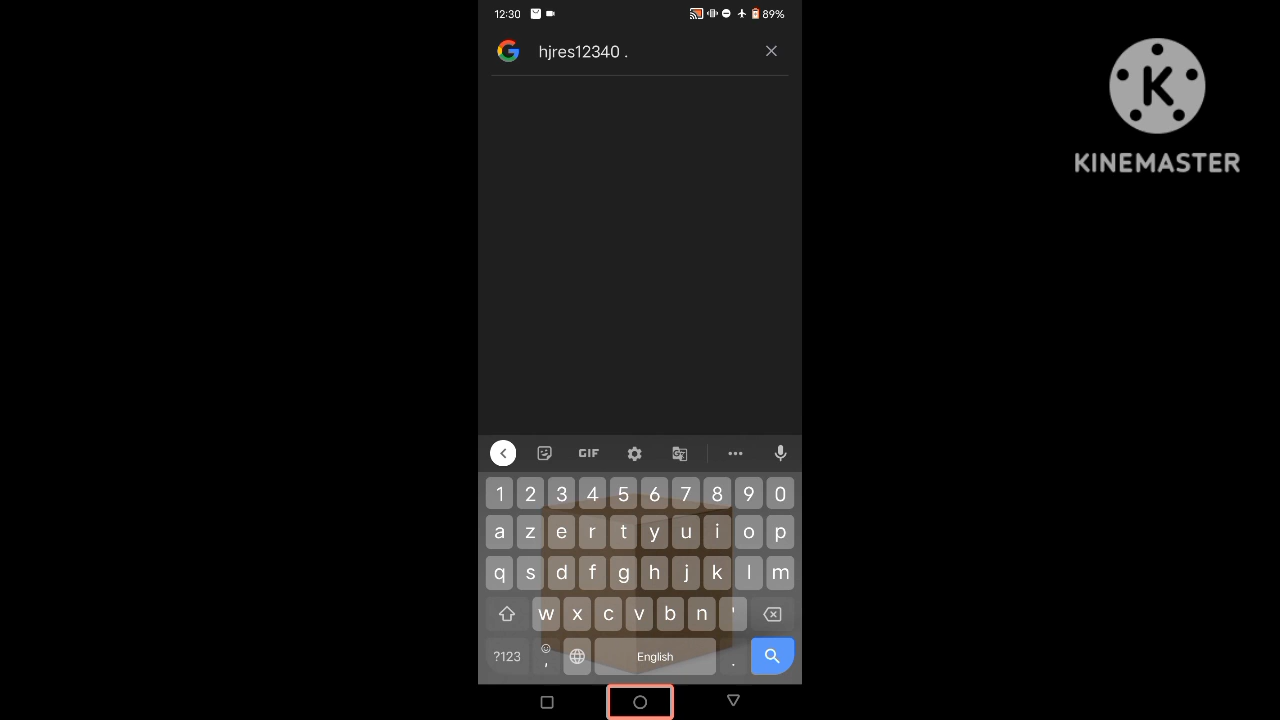 12:30 89%
hjres12340 .
KINEMASTER
GIF
1 2 3 4 5 6 7 8 9 0
a z e r t y u i o p
q s d f g h j k l m
w x c v b n '
?123 , English .